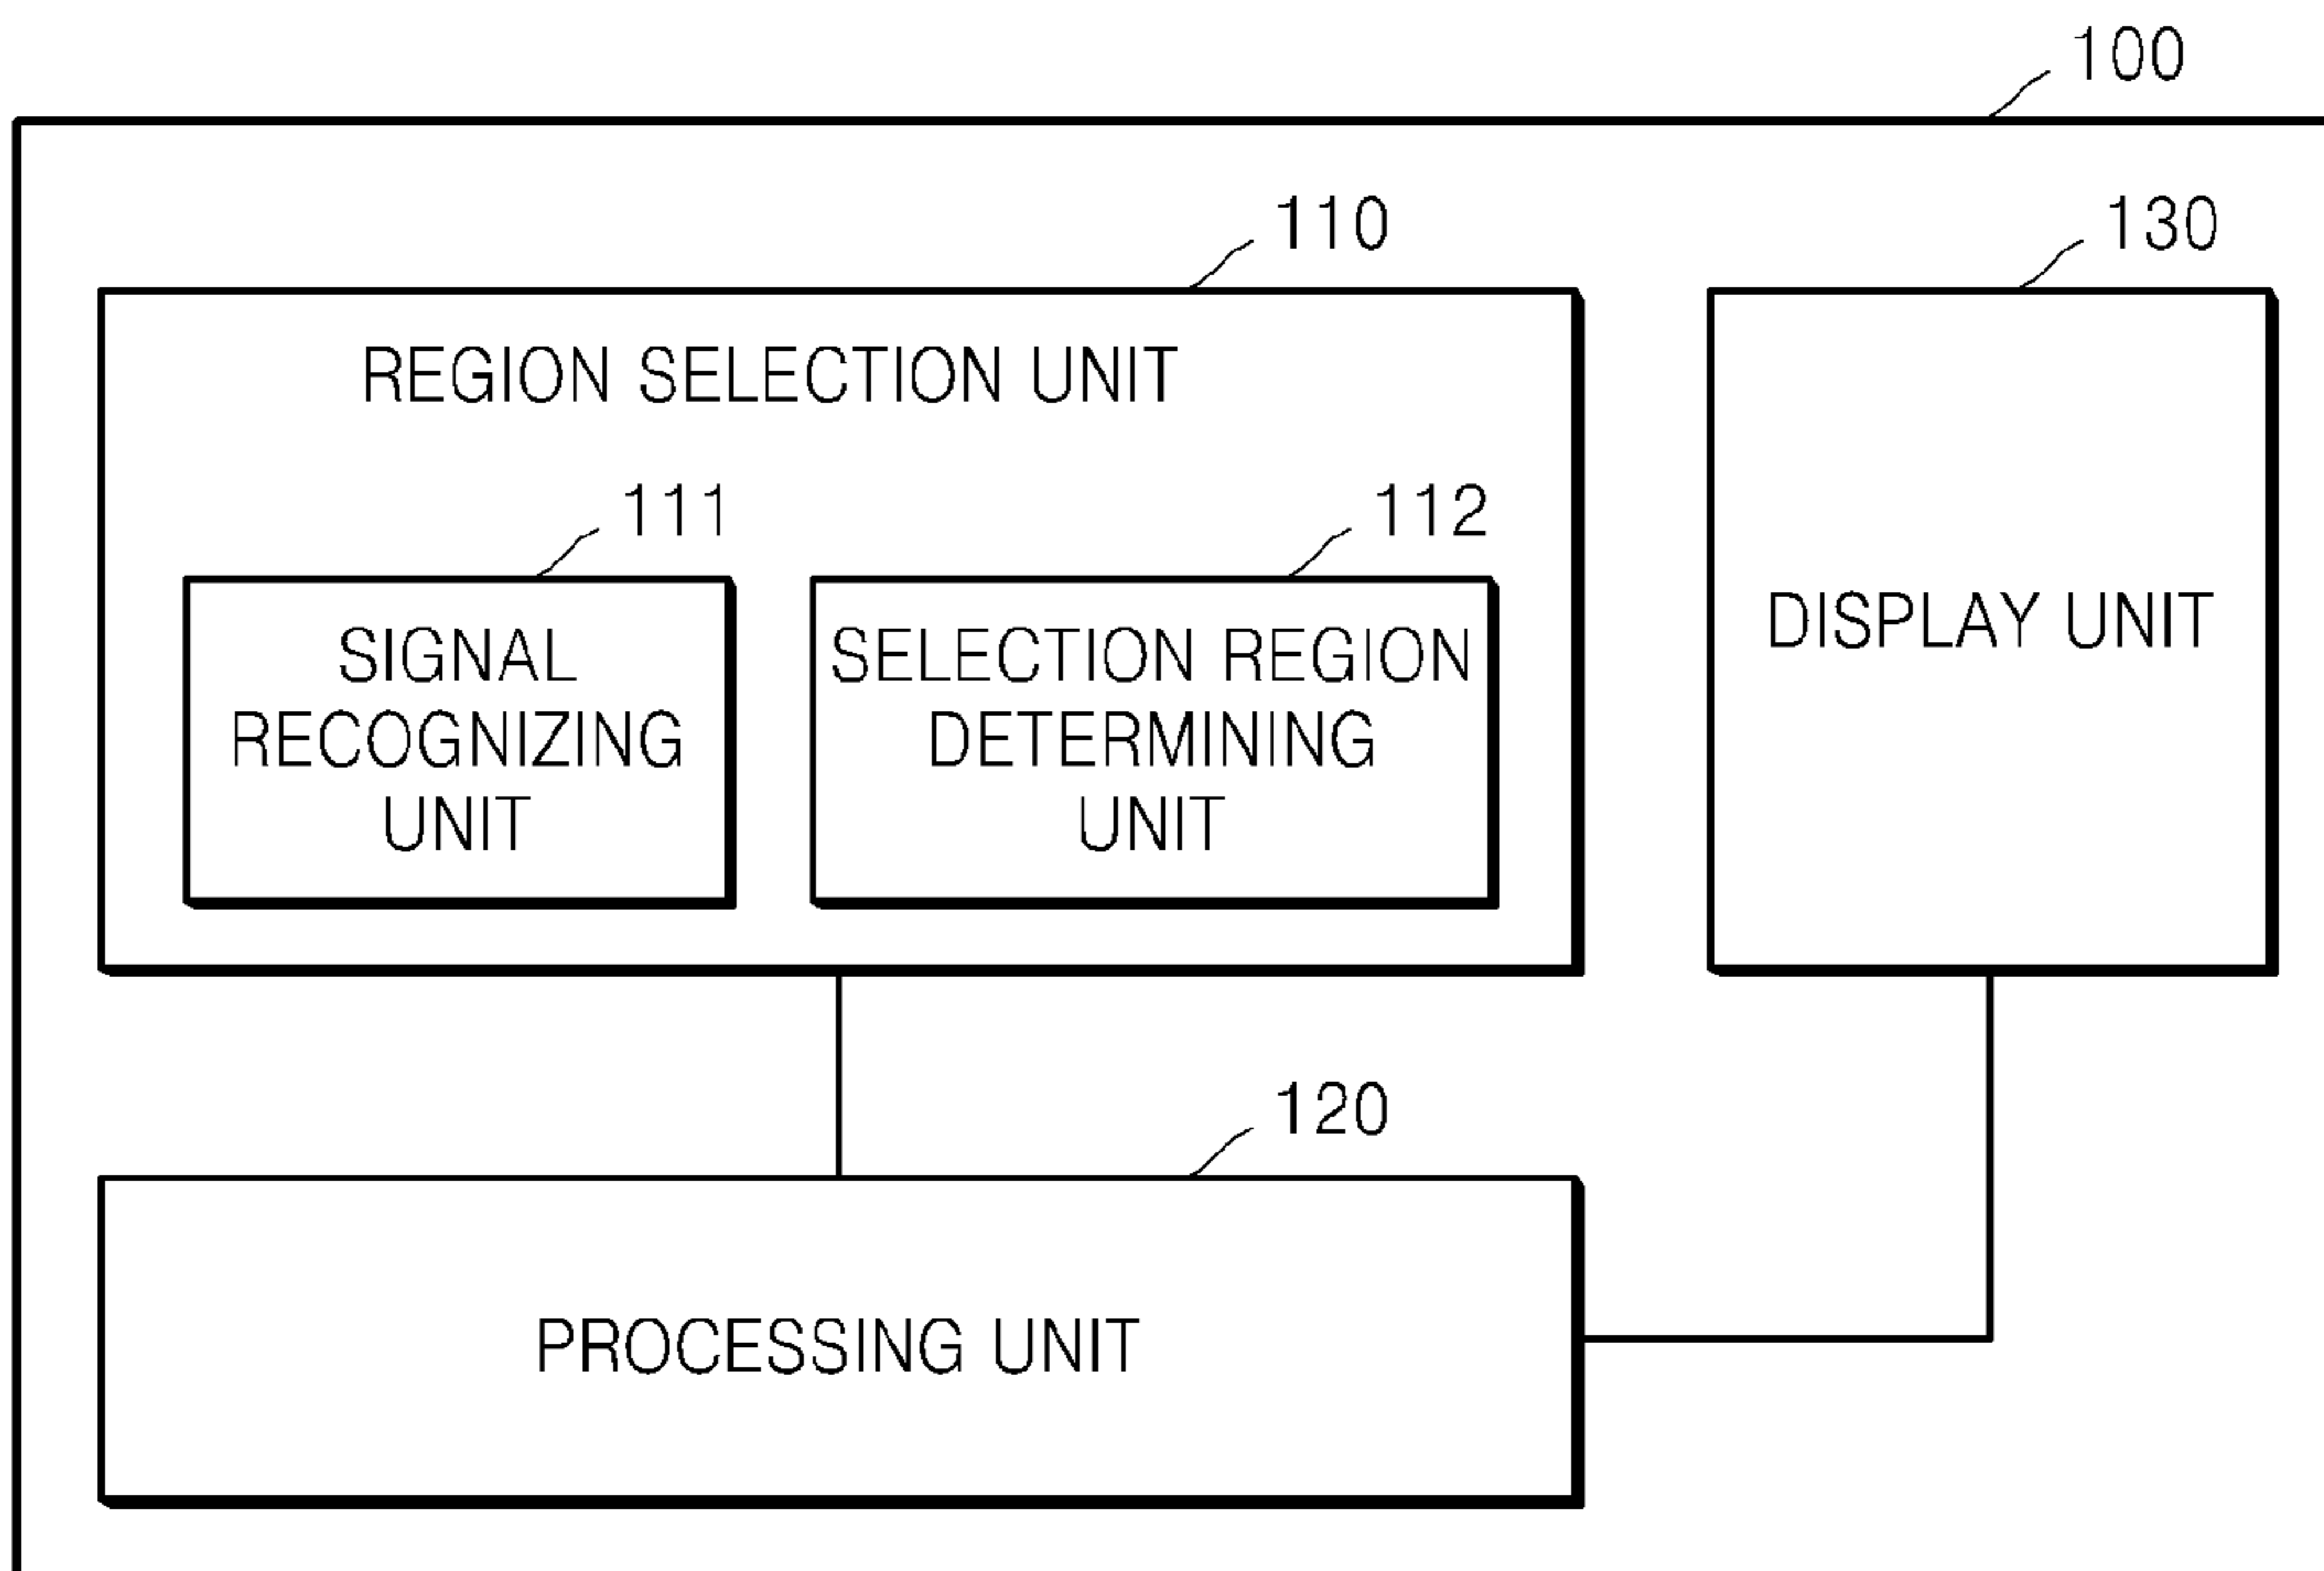 100
110
130
REGION SELECTION UNIT
111
112
SIGNAL
RECOGNIZING
UNIT
SELECTION REGION
DETERMINING
UNIT
DISPLAY UNIT
120
PROCESSING UNIT